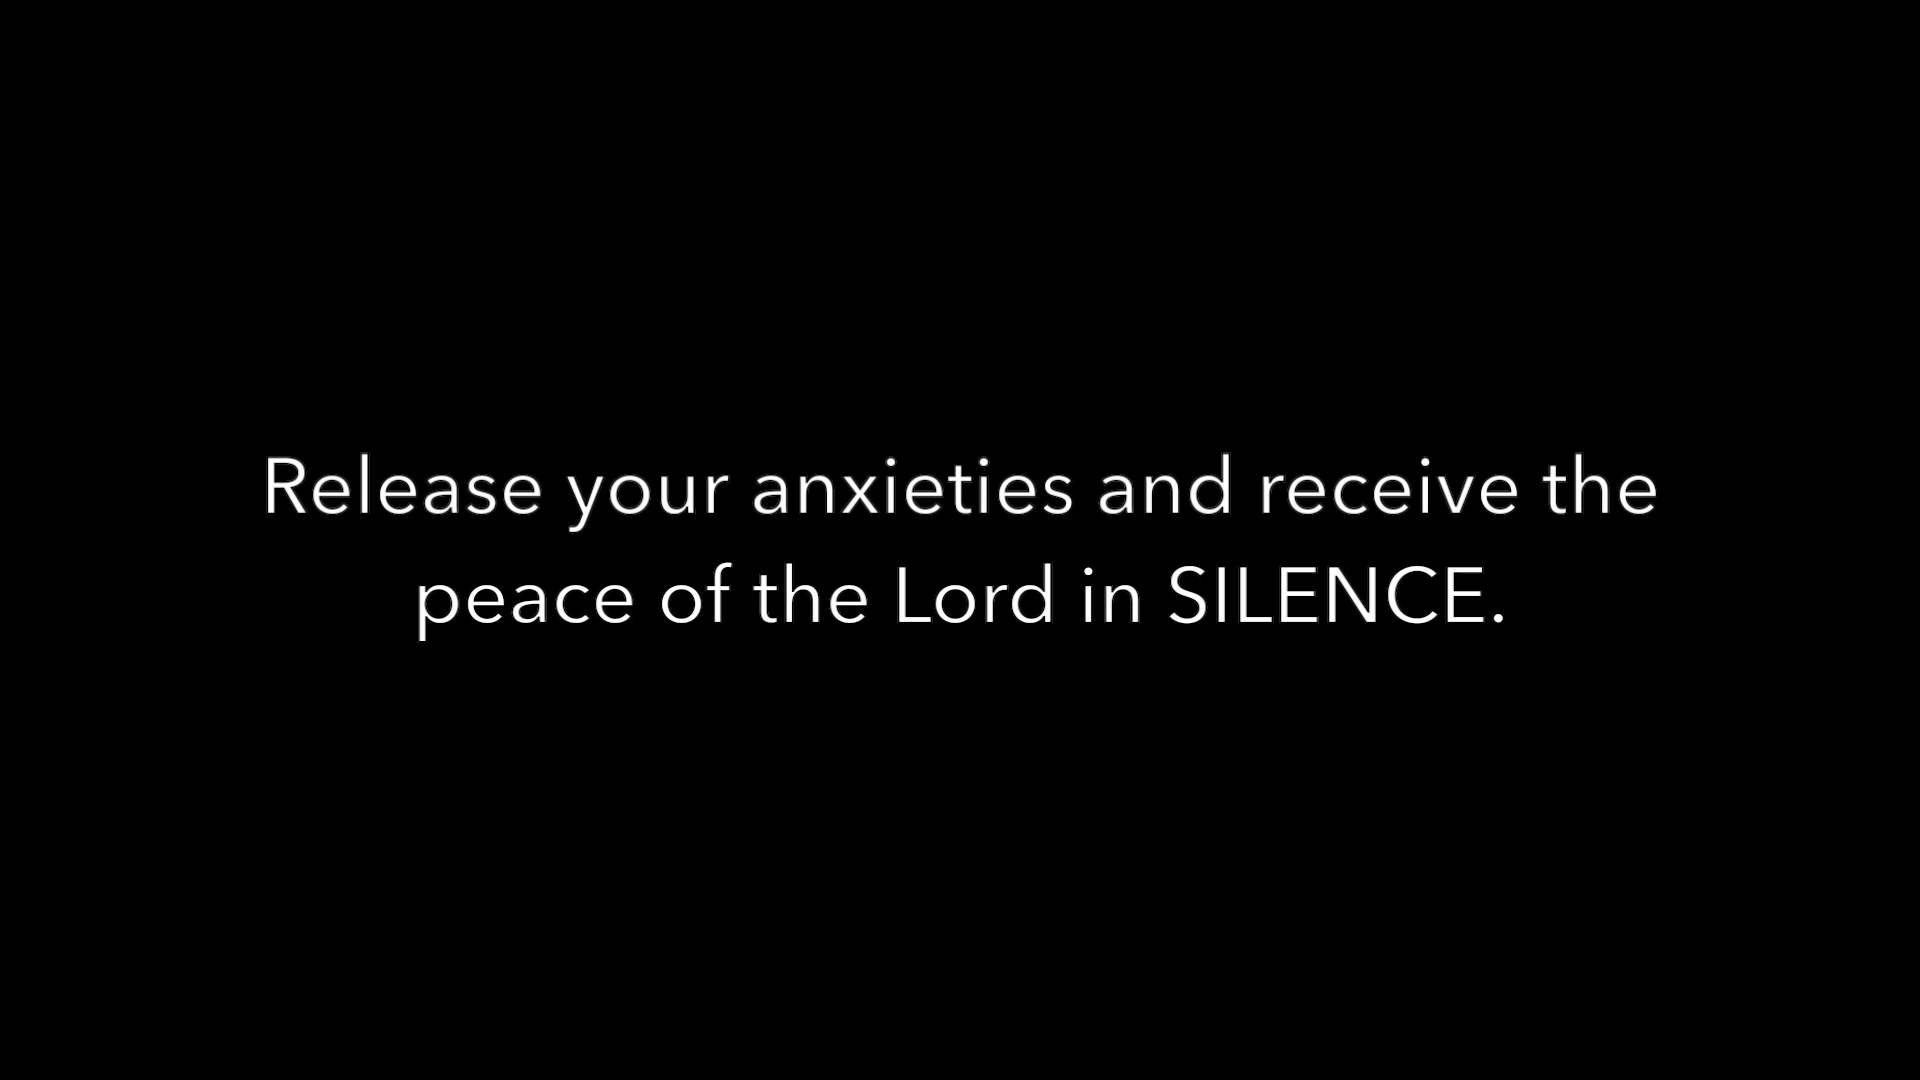 Release your anxieties and receive the
peace of the Lord in SILENCE.